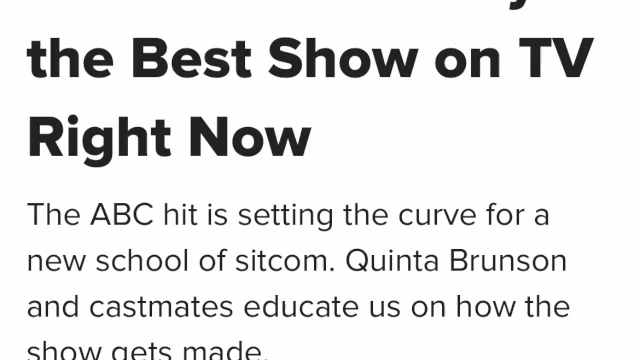 the Best Show on TV
Right Now
The ABC hit is setting the curve for a
new school of sitcom. Quinta Brunson
and castmates educate us on how the
show gets made.